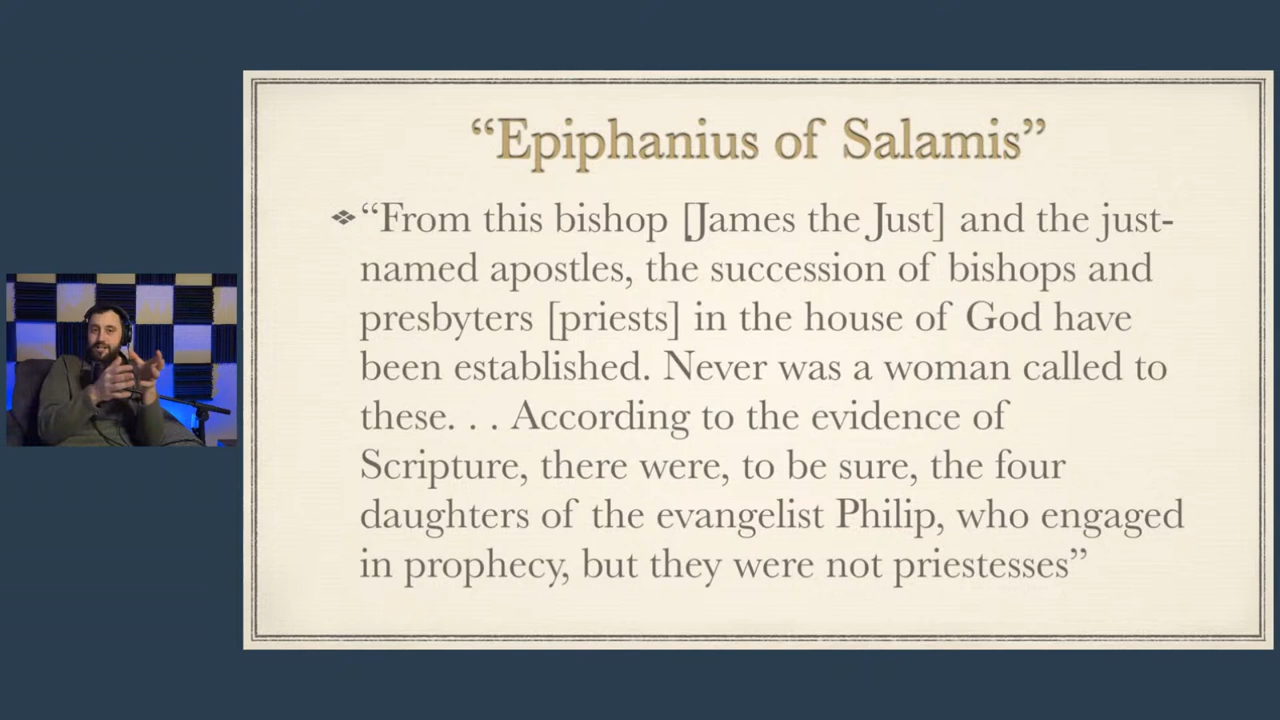 “Epiphanius of Salamis”
“From this bishop [James the Just] and the just-
named apostles, the succession of bishops and
presbyters [priests] in the house of God have
been established. Never was a woman called to
these. . . According to the evidence of
Scripture, there were, to be sure, the four
daughters of the evangelist Philip, who engaged
in prophecy, but they were not priestesses”